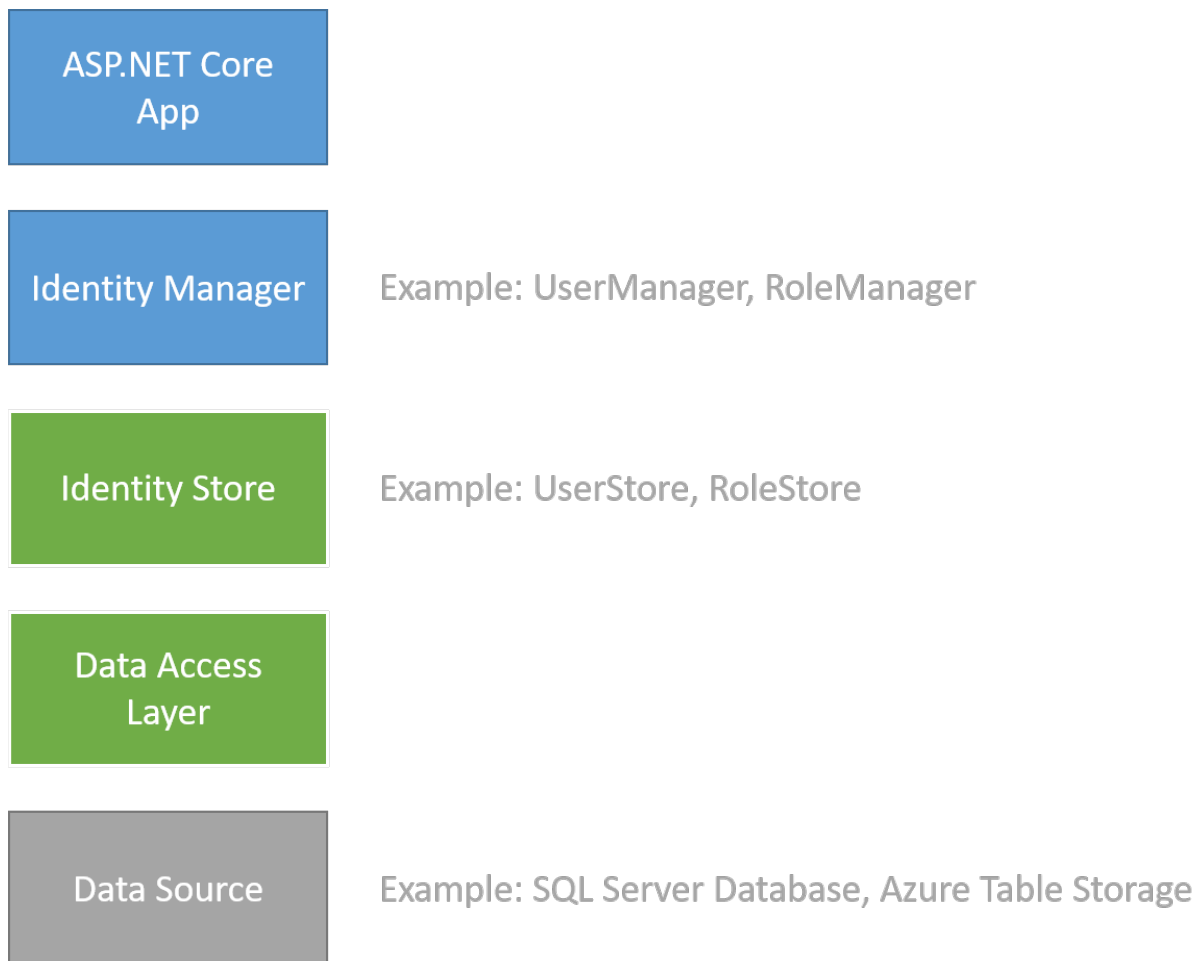 ASP.NET Core
App
Identity Manager
Example: UserManager, RoleManager
Identity Store
Example: UserStore, RoleStore
Data Access
Layer
Data Source
Example: SQL Server Database, Azure Table Storage